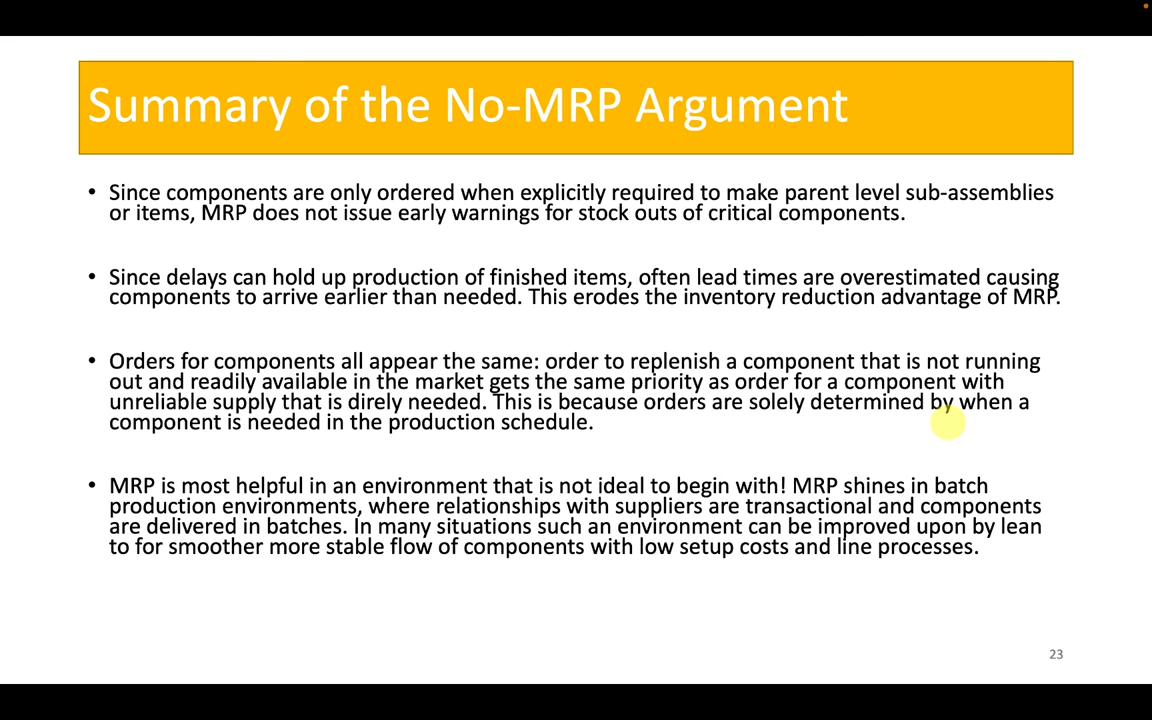 Summary of the No-MRP Argument
• Since components are only ordered when explicitly required to make parent level sub-assemblies
or items, MRP does not issue early warnings for stock outs of critical components.
• Since delays can hold up production of finished items, often lead times are overestimated causing
components to arrive earlier than needed. This erodes the inventory reduction advantage of MRP.
• Orders for components all appear the same: order to replenish a component that is not running
out and readily available in the market gets the same priority as order for a component with
unreliable supply that is direly needed. This is because orders are solely determined by when a
component is needed in the production schedule.
• MRP is most helpful in an environment that is not ideal to begin with! MRP shines in batch
production environments, where relationships with suppliers are transactional and components
are delivered in batches. In many situations such an environment can be improved upon by lean
to for smoother more stable flow of components with low setup costs and line processes.
23